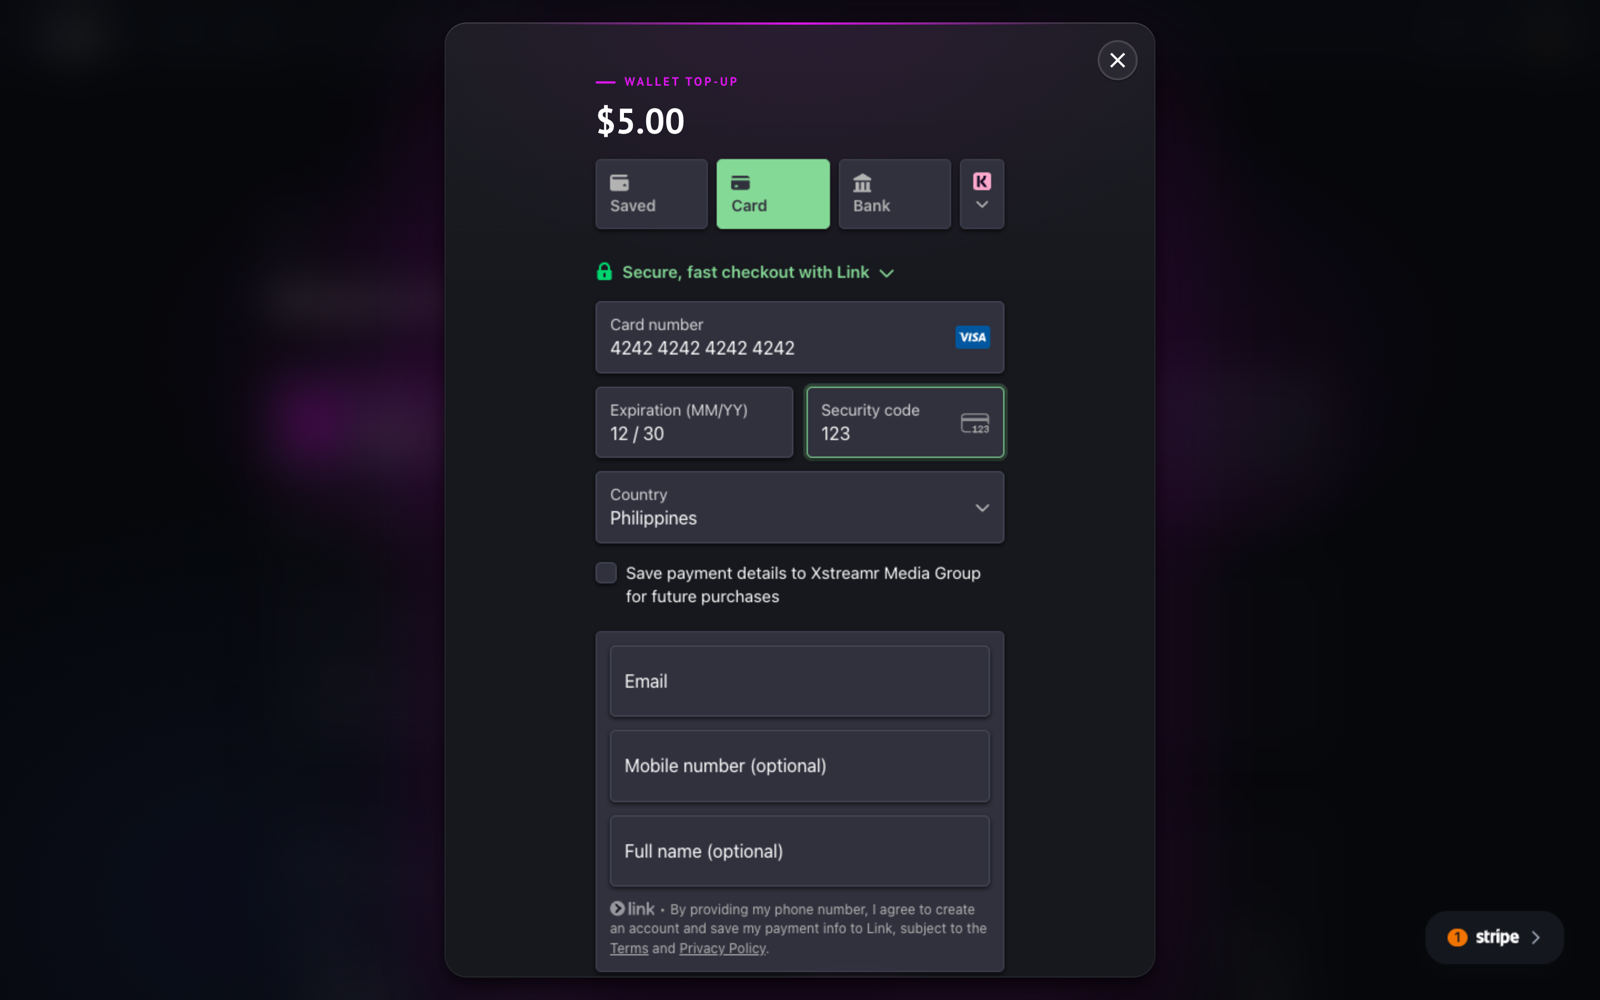 WALLET TOP-UP
$5.00
Saved
Card
Bank
K
Secure, fast checkout with Link
Card number
4242 4242 4242 4242
VISA
Expiration (MM/YY)
12 / 30
Security code
123
123
Country
Philippines
Save payment details to Xstreamr Media Group
for future purchases
Email
Mobile number (optional)
Full name (optional)
link • By providing my phone number, I agree to create
an account and save my payment info to Link, subject to the
Terms and Privacy Policy.
1 stripe